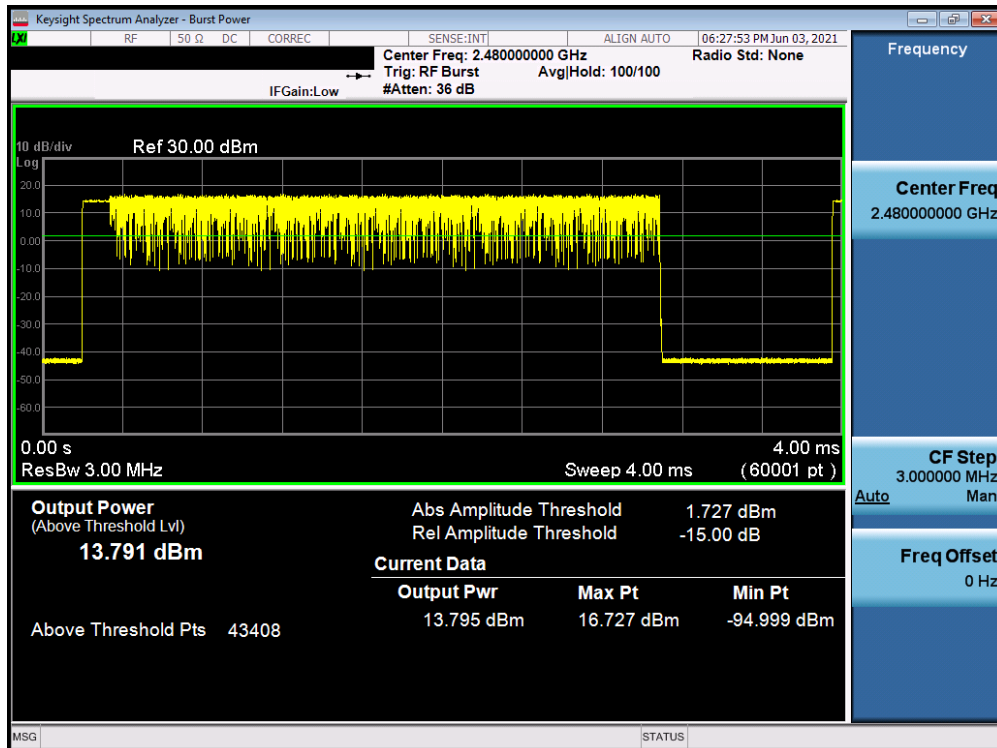 Keysight Spectrum Analyzer - Burst Power
LXI RF 50 Ω DC CORREC SENSE:INT ALIGN AUTO 06:27:53 PM Jun 03, 2021
Center Freq: 2.480000000 GHz Radio Std: None
Trig: RF Burst Avg|Hold: 100/100
IFGain:Low #Atten: 36 dB
10 dB/div Ref 30.00 dBm
Log
20.0
10.0
0.00
-10.0
-20.0
-30.0
-40.0
-50.0
-60.0
0.00 s 4.00 ms
ResBw 3.00 MHz Sweep 4.00 ms (60001 pt )
Output Power
(Above Threshold Lvl)
13.791 dBm
Above Threshold Pts 43408
Abs Amplitude Threshold 1.727 dBm
Rel Amplitude Threshold -15.00 dB
Current Data
Output Pwr Max Pt Min Pt
13.795 dBm 16.727 dBm -94.999 dBm
Frequency
Center Freq
2.480000000 GHz
CF Step
3.000000 MHz
Auto Man
Freq Offset
0 Hz
MSG STATUS